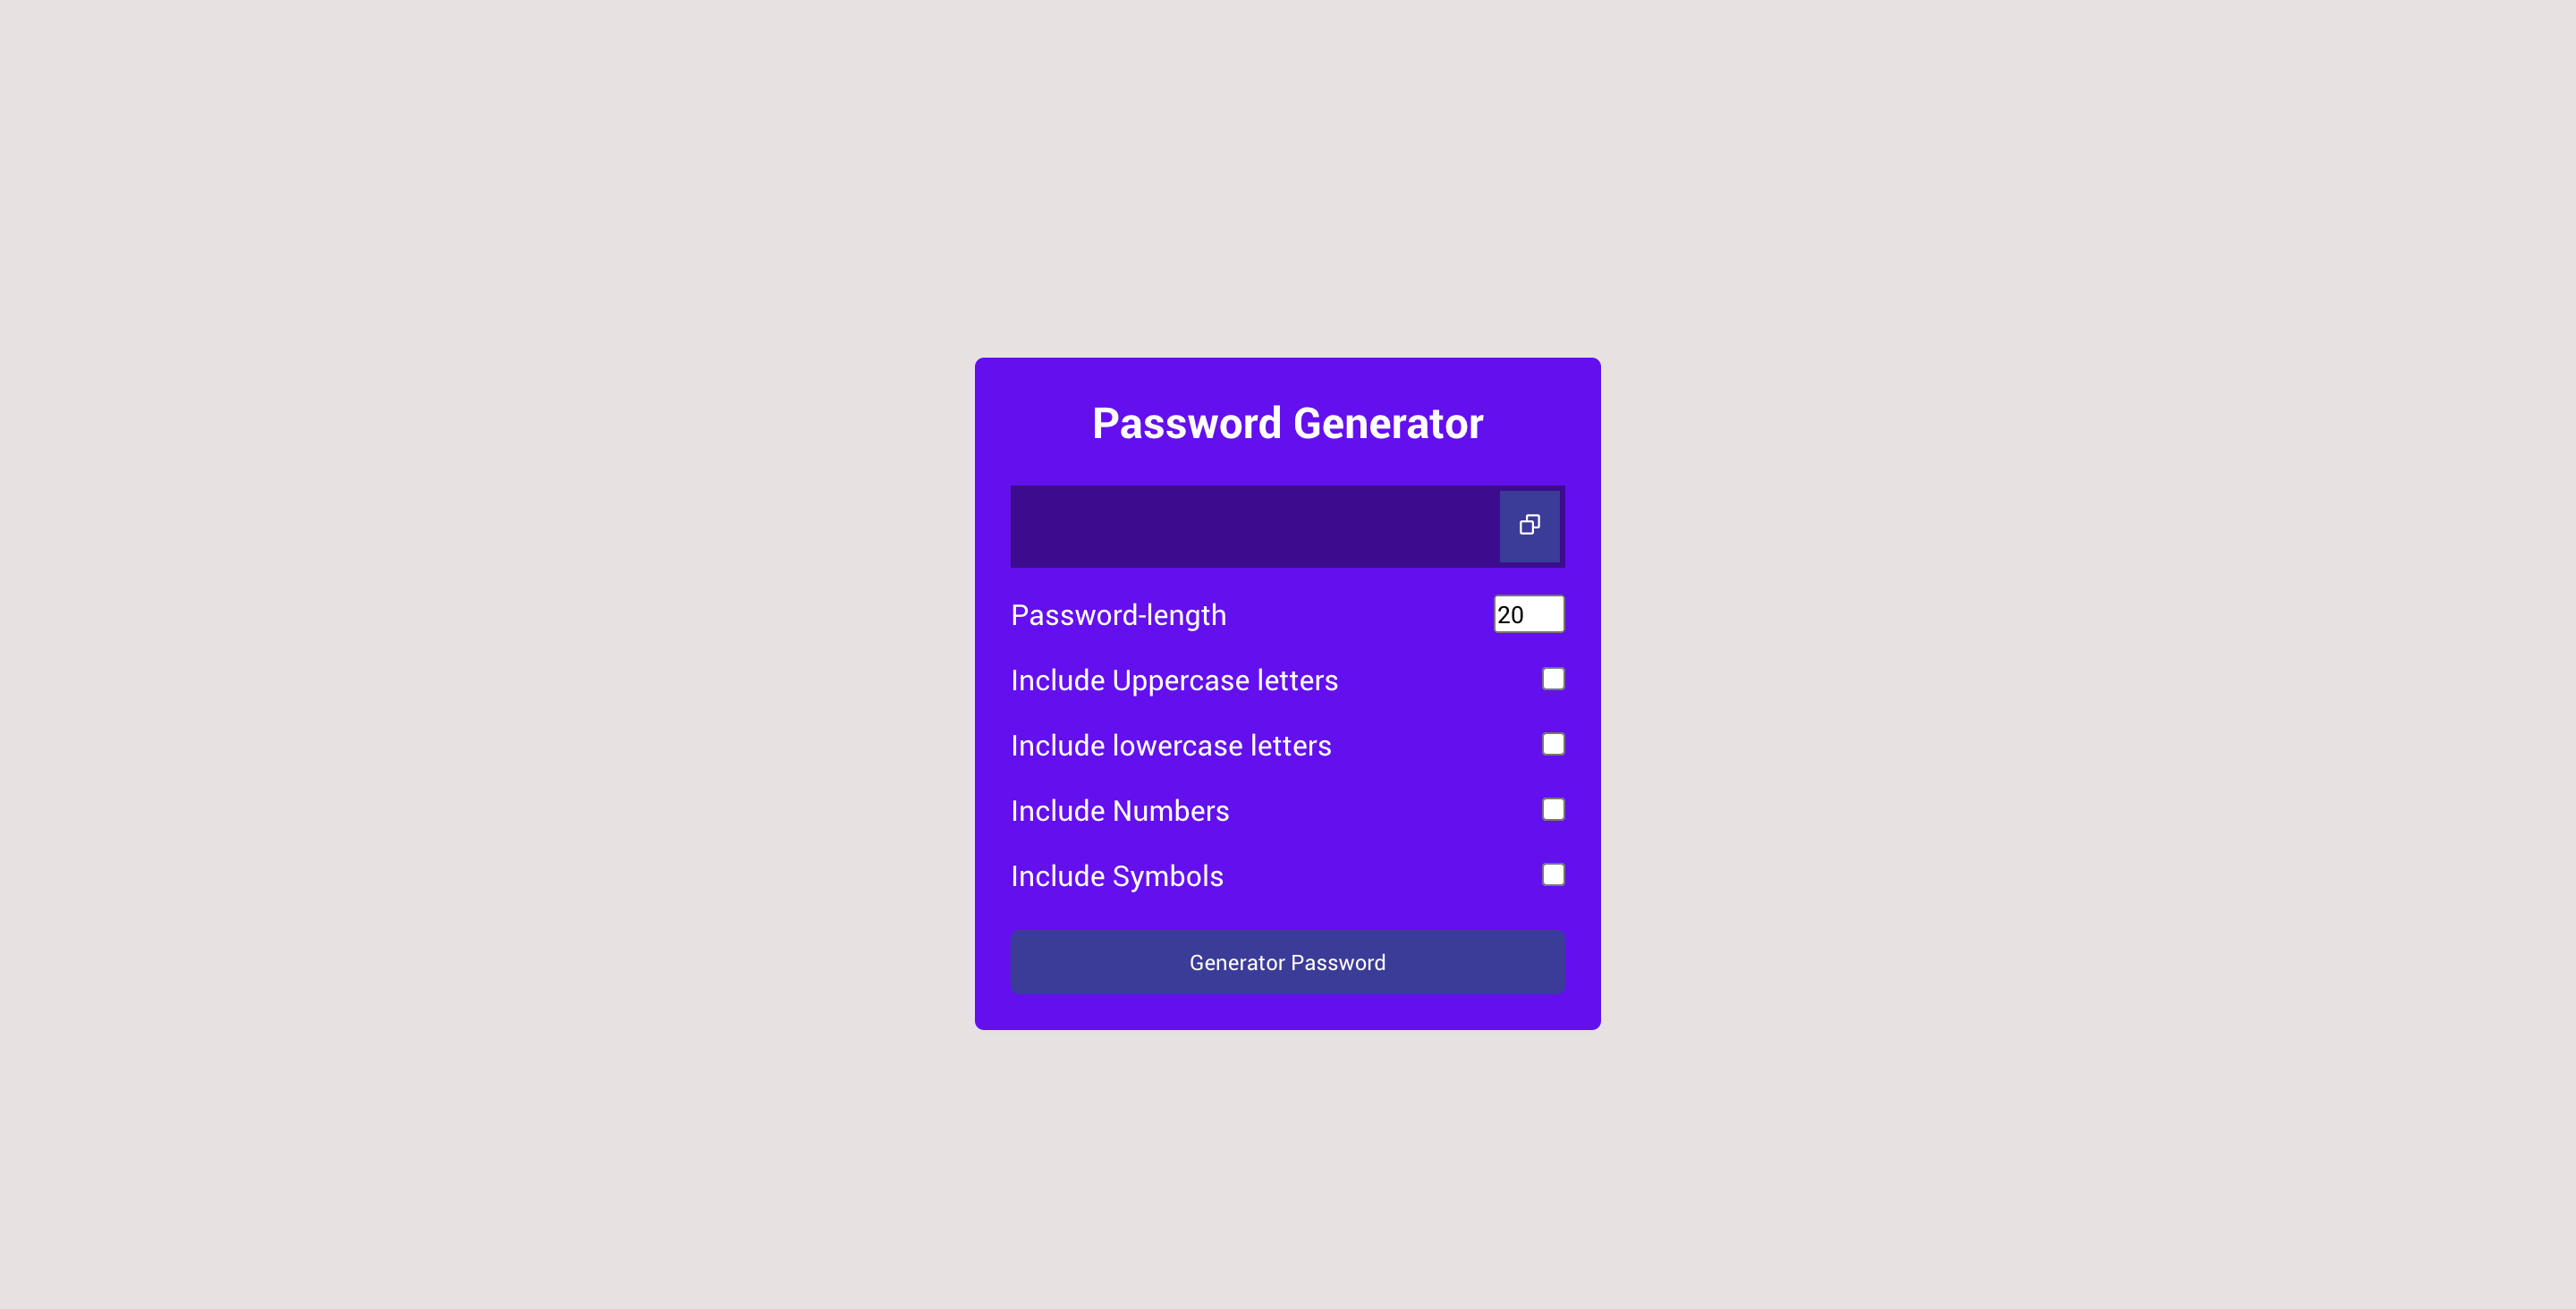 Password Generator
Password-length 20
Include Uppercase letters
Include lowercase letters
Include Numbers
Include Symbols
Generator Password